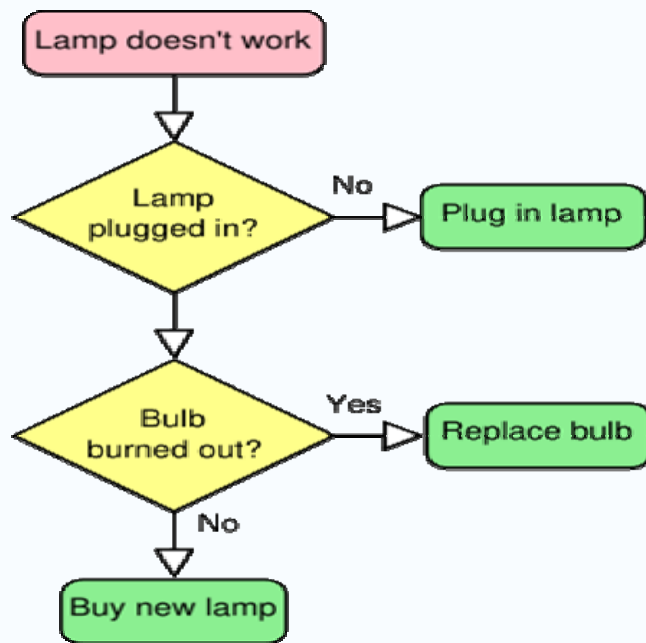 Lamp doesn't work
Lamp
plugged in?
No
Plug in lamp
Bulb
burned out?
Yes
Replace bulb
No
Buy new lamp